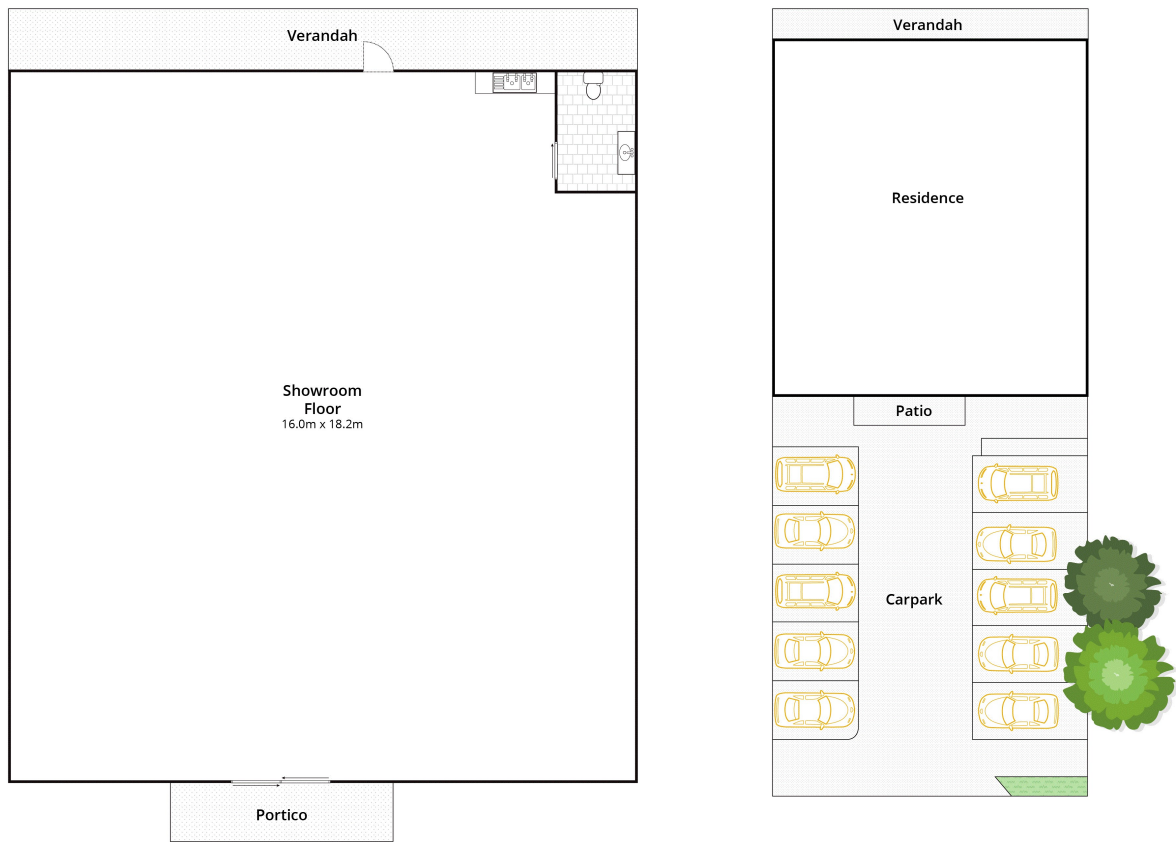 Verandah
Showroom
Floor
16.0m x 18.2m
Portico
Verandah
Residence
Patio
Carpark